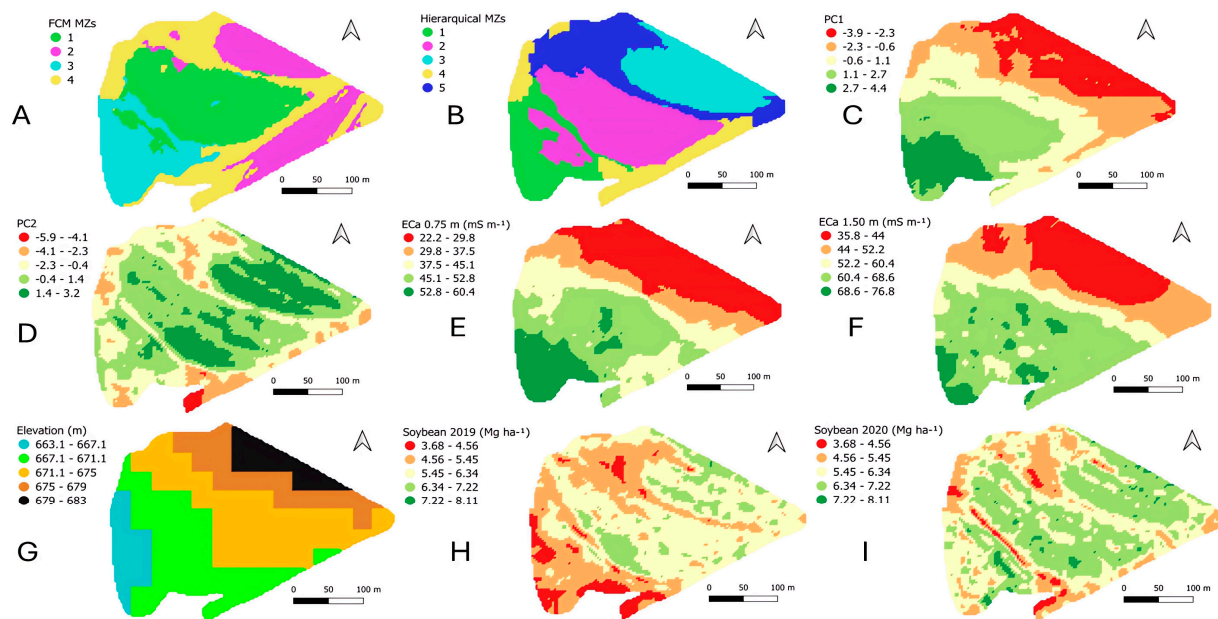 FCM MZs
1
2
3
4
A
0 50 100 m
Hierarquical MZs
1
2
3
4
5
B
0 50 100 m
PC1
-3.9 - -2.3
-2.3 - -0.6
-0.6 - 1.1
1.1 - 2.7
2.7 - 4.4
C
0 50 100 m
PC2
-5.9 - -4.1
-4.1 - -2.3
-2.3 - -0.4
-0.4 - 1.4
1.4 - 3.2
D
0 50 100 m
ECa 0.75 m (mS m⁻¹)
22.2 - 29.8
29.8 - 37.5
37.5 - 45.1
45.1 - 52.8
52.8 - 60.4
E
0 50 100 m
ECa 1.50 m (mS m⁻¹)
35.8 - 44
44 - 52.2
52.2 - 60.4
60.4 - 68.6
68.6 - 76.8
F
0 50 100 m
Elevation (m)
663.1 - 667.1
667.1 - 671.1
671.1 - 675
675 - 679
679 - 683
G
0 50 100 m
Soybean 2019 (Mg ha⁻¹)
3.68 - 4.56
4.56 - 5.45
5.45 - 6.34
6.34 - 7.22
7.22 - 8.11
H
0 50 100 m
Soybean 2020 (Mg ha⁻¹)
3.68 - 4.56
4.56 - 5.45
5.45 - 6.34
6.34 - 7.22
7.22 - 8.11
I
0 50 100 m